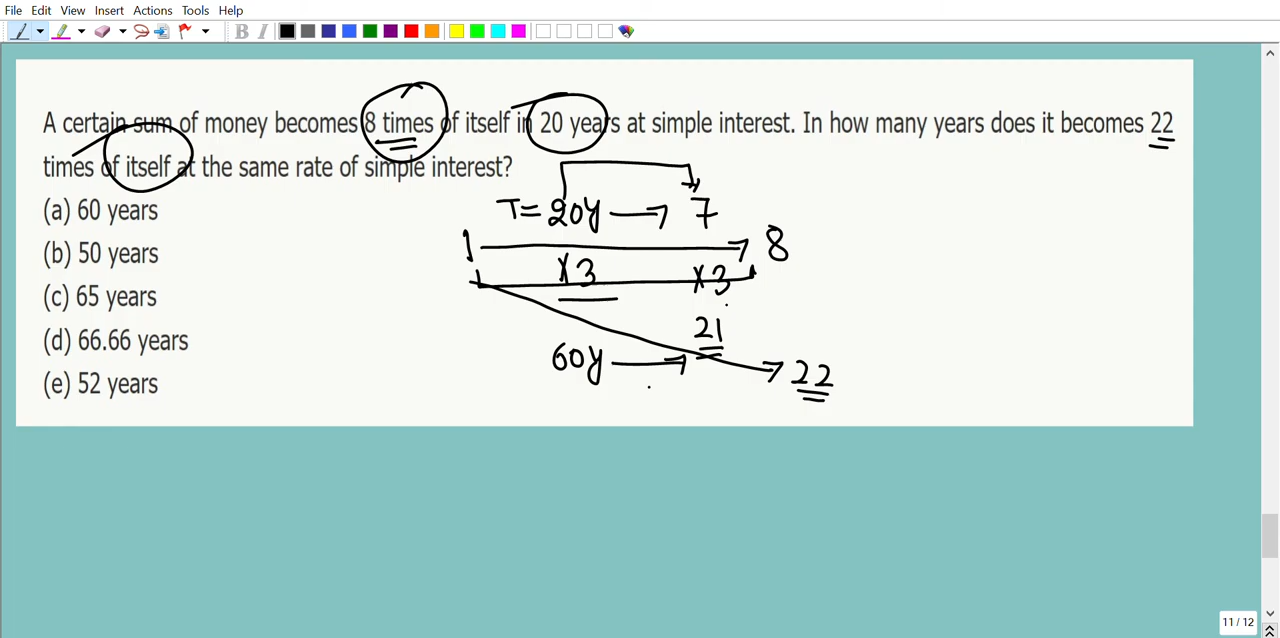 File Edit View Insert Actions Tools Help
B I
A certain sum of money becomes 8 times of itself in 20 years at simple interest. In how many years does it becomes 22
times of itself at the same rate of simple interest?
(a) 60 years
(b) 50 years
(c) 65 years
(d) 66.66 years
(e) 52 years
T=20y → 7
1 → 8
×3 ×3
21
60y →
22
11 / 12